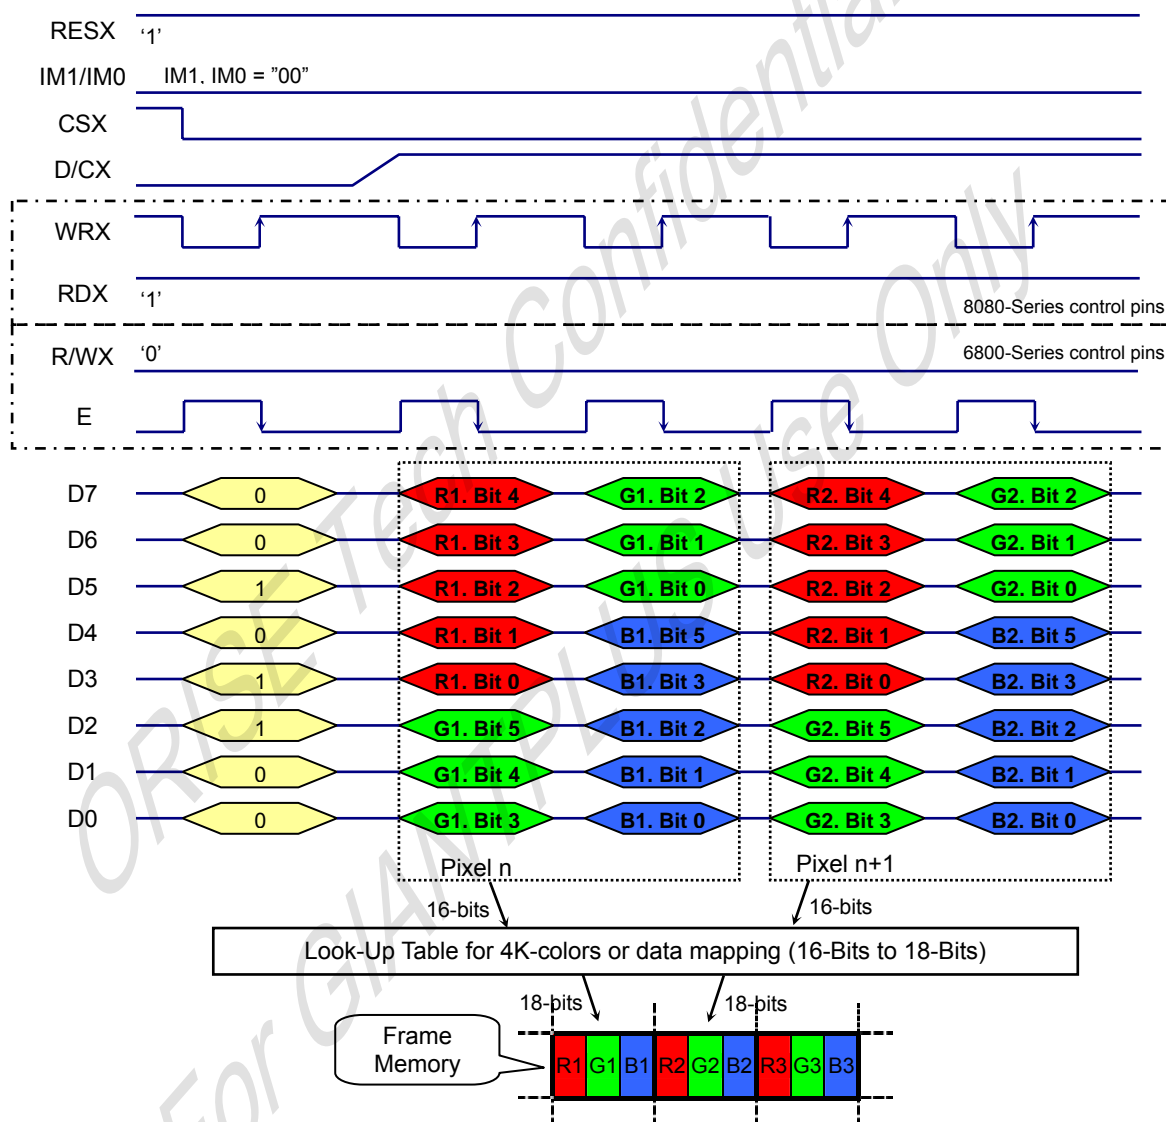 RESX '1'
IM1/IM0 IM1, IM0 = "00"
CSX
D/CX
WRX
RDX '1'
8080-Series control pins
R/WX '0' 6800-Series control pins
E
D7 0 R1. Bit 4 G1. Bit 2 R2. Bit 4 G2. Bit 2
D6 0 R1. Bit 3 G1. Bit 1 R2. Bit 3 G2. Bit 1
D5 1 R1. Bit 2 G1. Bit 0 R2. Bit 2 G2. Bit 0
D4 0 R1. Bit 1 B1. Bit 5 R2. Bit 1 B2. Bit 5
D3 1 R1. Bit 0 B1. Bit 3 R2. Bit 0 B2. Bit 3
D2 1 G1. Bit 5 B1. Bit 2 G2. Bit 5 B2. Bit 2
D1 0 G1. Bit 4 B1. Bit 1 G2. Bit 4 B2. Bit 1
D0 0 G1. Bit 3 B1. Bit 0 G2. Bit 3 B2. Bit 0
Pixel n Pixel n+1
16-bits 16-bits
Look-Up Table for 4K-colors or data mapping (16-Bits to 18-Bits)
18-bits 18-bits
Frame
Memory
R1 G1 B1 R2 G2 B2 R3 G3 B3
ORISE Tech Confidential
For GIANTPLUS Use Only